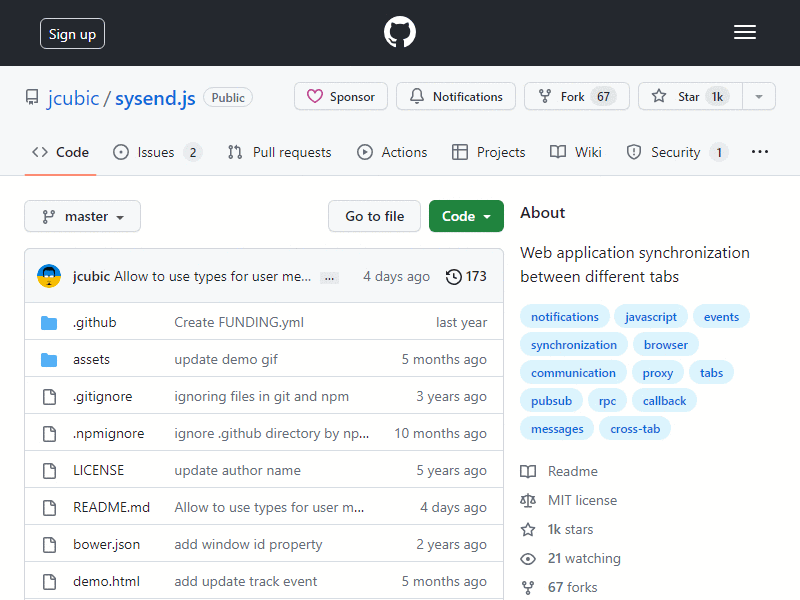 Sign up
jcubic / sysend.js Public
Sponsor Notifications Fork 67 Star 1k
Code Issues 2 Pull requests Actions Projects Wiki Security 1 ...
master Go to file Code
jcubic Allow to use types for user me... ... 4 days ago 173
.github Create FUNDING.yml last year
assets update demo gif 5 months ago
.gitignore ignoring files in git and npm 3 years ago
.npmignore ignore .github directory by np... 10 months ago
LICENSE update author name 5 years ago
README.md Allow to use types for user m... 4 days ago
bower.json add window id property 2 years ago
demo.html add update track event 5 months ago
About
Web application synchronization
between different tabs
notifications javascript events
synchronization browser
communication proxy tabs
pubsub rpc callback
messages cross-tab
Readme
MIT license
1k stars
21 watching
67 forks